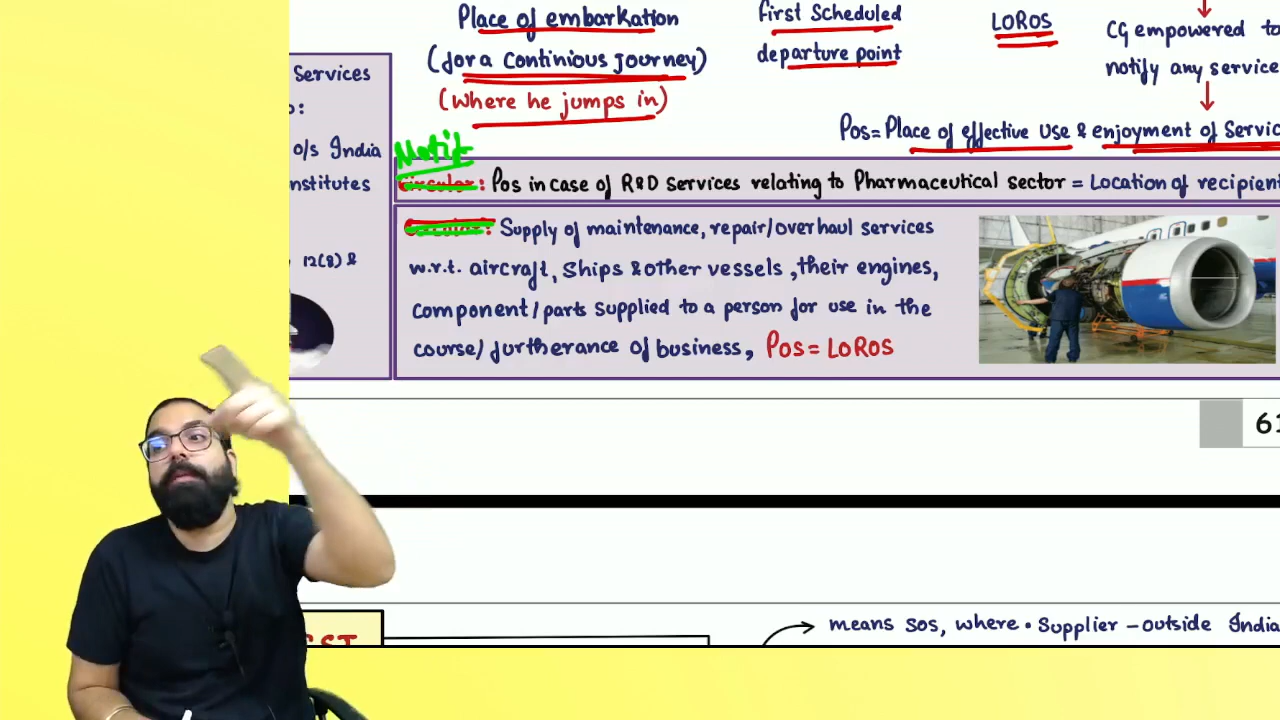 Place of embarkation
(for a continious journey)
(Where he jumps in)
first Scheduled
departure point
LOROS
CG empowered to
notify any service
Pos = Place of effective use & enjoyment of Servic
Services
o:
o/s India
nstitutes
, 12(8) &
Notif
Circular: Pos in case of R&D Services relating to Pharmaceutical sector = Location of recipient
Circular: Supply of maintenance, repair/overhaul services
w.r.t. aircraft, Ships & other vessels, their engines,
component/parts supplied to a person for use in the
course/ furtherance of business, Pos = LOROS
61
means sos, where • Supplier – outside India